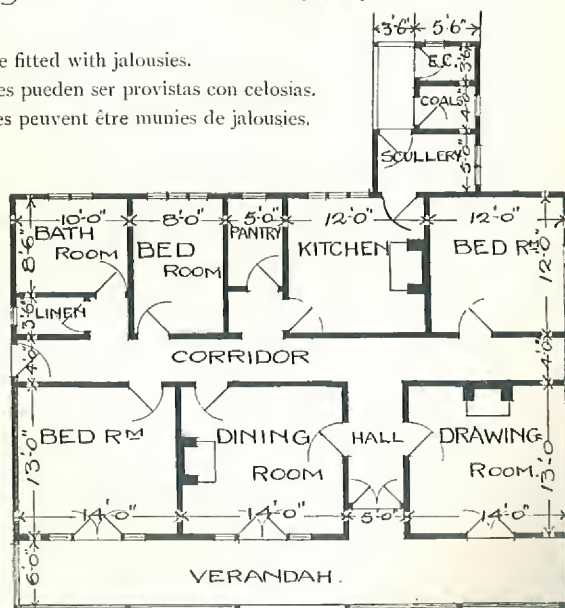 e fitted with jalousies.
es pueden ser provistas con celosias.
es peuvent être munies de jalousies.
3'6" 5'6"
E.C. 3'6"
COALS 4'0"
SCULLERY 5'0"
10'0" 8'0" 5'0" 12'0" 12'0"
BATH ROOM 8'6"
BED ROOM
PANTRY
KITCHEN
BED RM 12'0"
LINEN 3'6"
4'0" CORRIDOR 4'0"
BED RM 13'0"
DINING ROOM
HALL
DRAWING ROOM. 13'0
14'0" 14'0" 5'0" 14'0"
6'0" VERANDAH.